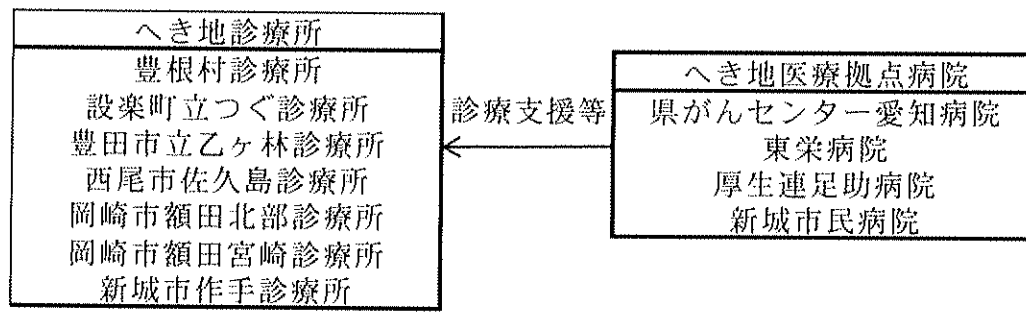 へき地診療所
豊根村診療所
設楽町立つぐ診療所
豊田市立乙ヶ林診療所
西尾市佐久島診療所
岡崎市額田北部診療所
岡崎市額田宮崎診療所
新城市作手診療所
診療支援等
へき地医療拠点病院
県がんセンター愛知病院
東栄病院
厚生連足助病院
新城市民病院